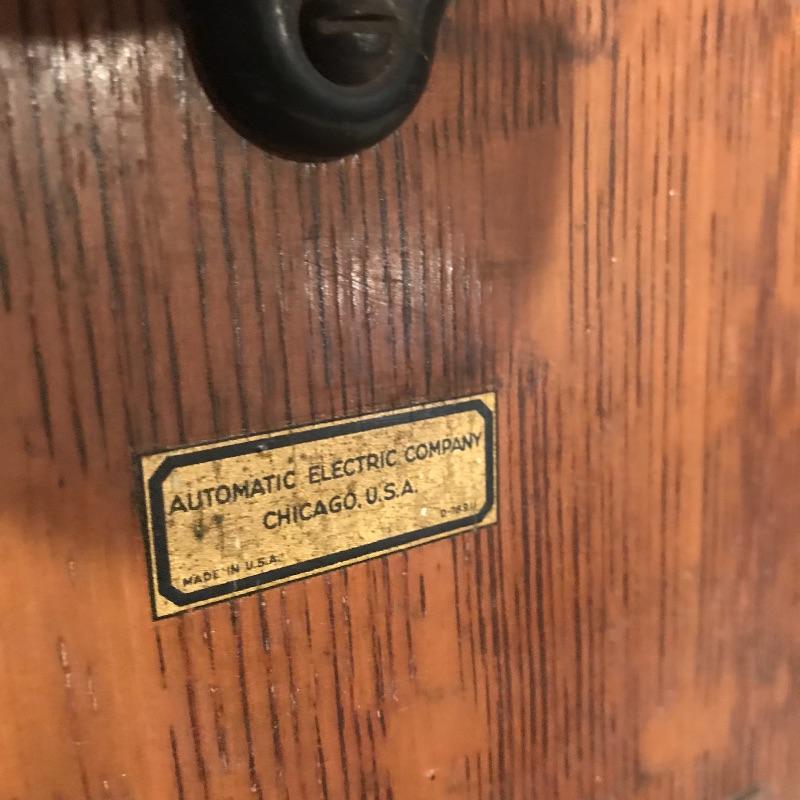 AUTOMATIC ELECTRIC COMPANY
CHICAGO, U.S.A.
MADE IN U.S.A.